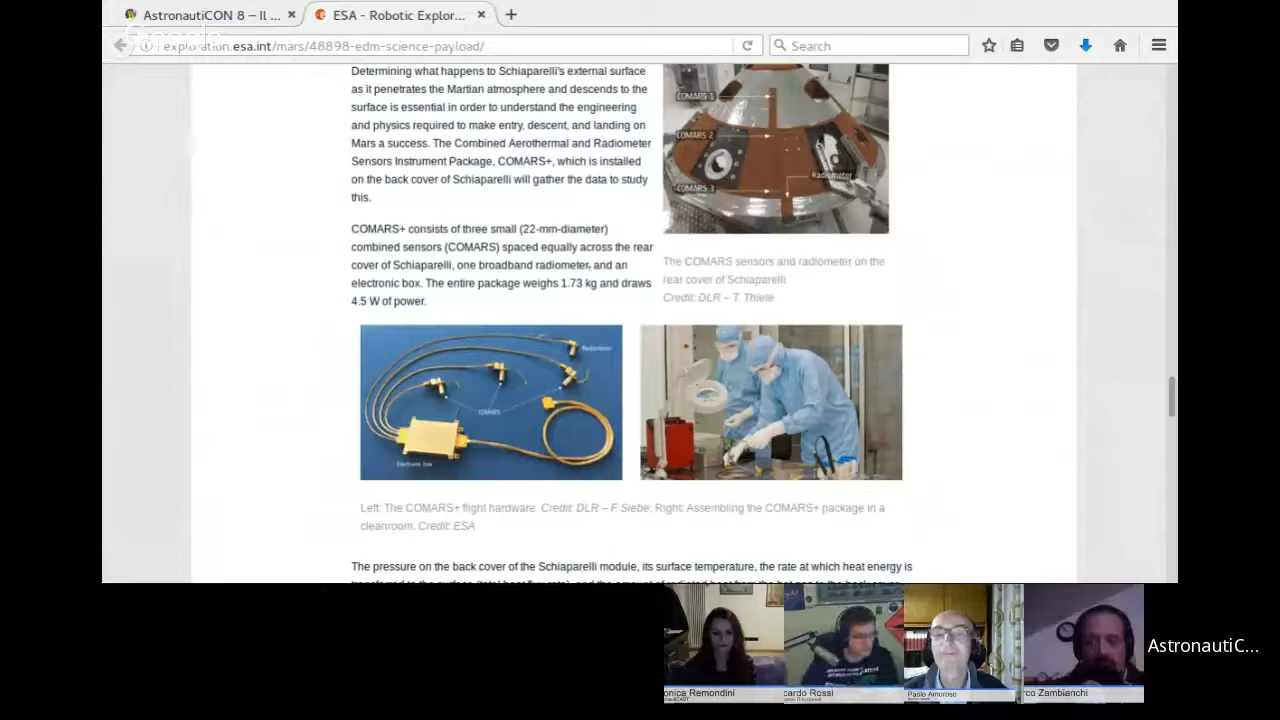 AstronautiCON 8 – Il ...
ESA - Robotic Explor...
exploration.esa.int/mars/48898-edm-science-payload/
Search
Determining what happens to Schiaparelli's external surface
as it penetrates the Martian atmosphere and descends to the
surface is essential in order to understand the engineering
and physics required to make entry, descent, and landing on
Mars a success. The Combined Aerothermal and Radiometer
Sensors Instrument Package, COMARS+, which is installed
on the back cover of Schiaparelli will gather the data to study
this.
COMARS+ consists of three small (22-mm-diameter)
combined sensors (COMARS) spaced equally across the rear
cover of Schiaparelli, one broadband radiometer, and an
electronic box. The entire package weighs 1.73 kg and draws
4.5 W of power.
COMARS 1
COMARS 2
Radiometer
COMARS 3
The COMARS sensors and radiometer on the
rear cover of Schiaparelli.
Credit: DLR – T. Thiele
Radiometer
COMARS
Electronic box
Left: The COMARS+ flight hardware. Credit: DLR – F. Siebe; Right: Assembling the COMARS+ package in a
cleanroom. Credit: ESA
The pressure on the back cover of the Schiaparelli module, its surface temperature, the rate at which heat energy is
onica Remondini
cardo Rossi
Paolo Amoroso
rco Zambianchi
AstronautiC...